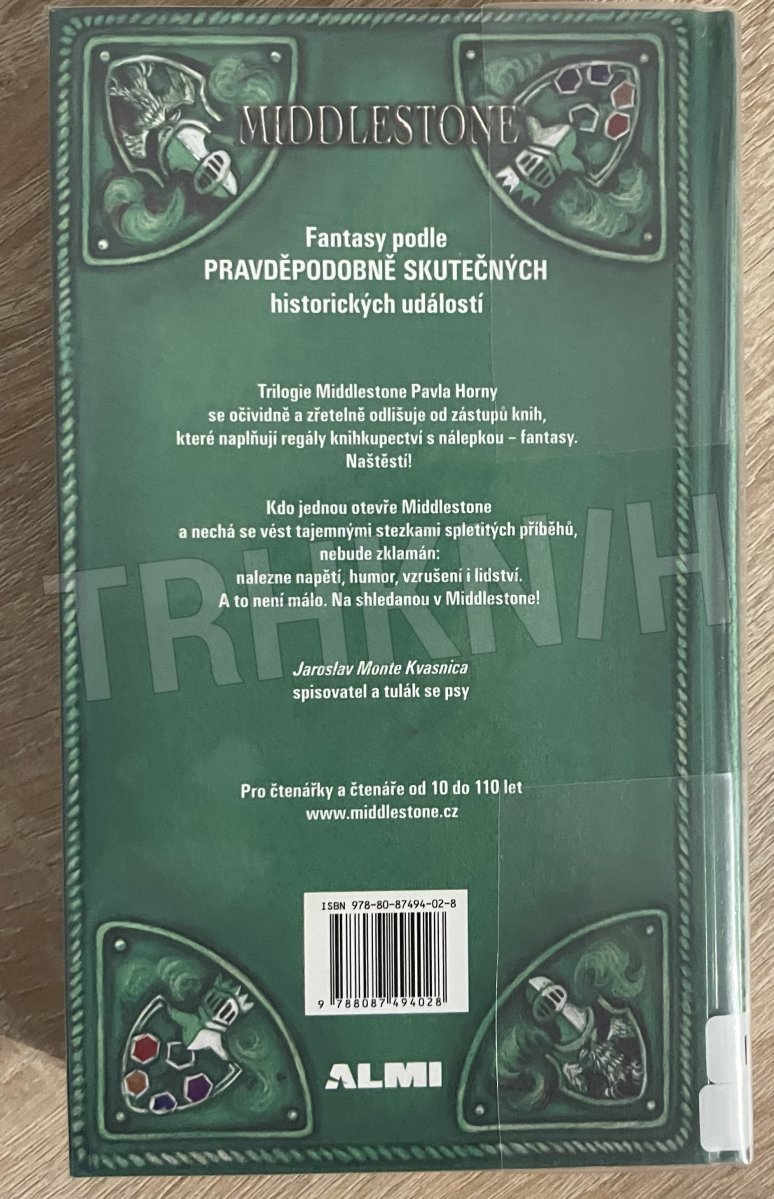 MIDDLESTONE
Fantasy podle
PRAVDĚPODOBNĚ SKUTEČNÝCH
historických událostí
Trilogie Middlestone Pavla Horny
se očividně a zřetelně odlišuje od zástupů knih,
které naplňují regály knihkupectví s nálepkou – fantasy.
Naštěstí!
Kdo jednou otevře Middlestone
a nechá se vést tajemnými stezkami spletitých příběhů,
nebude zklamán:
nalezne napětí, humor, vzrušení i lidství.
A to není málo. Na shledanou v Middlestone!
TRHKNIH
Jaroslav Monte Kvasnica
spisovatel a tulák se psy
Pro čtenářky a čtenáře od 10 do 110 let
www.middlestone.cz
ISBN 978-80-87494-02-8
9 788087 494028
ALMI